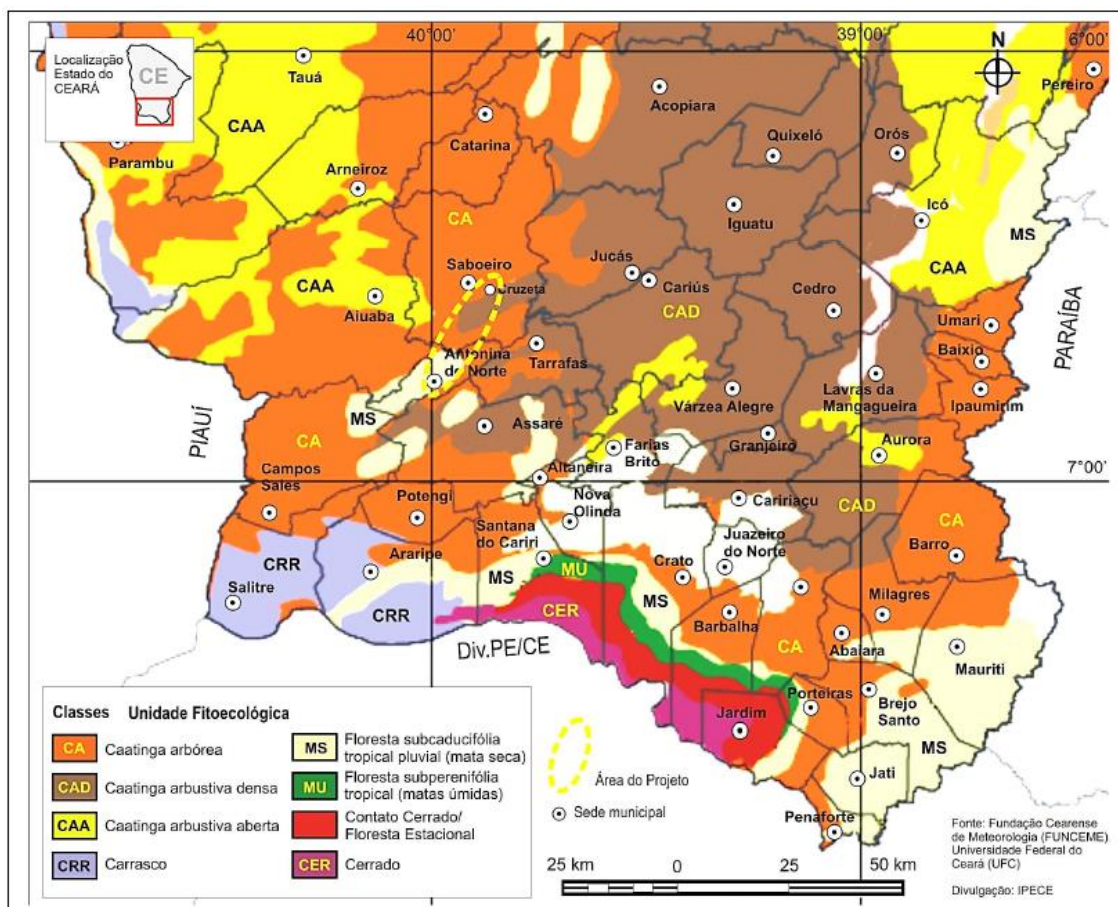 Localização
Estado do
CEARÁ
CE
40°00'
39°00'
6°00'
N
Tauá
CAA
Parambu
Arneiroz
Catarina
Acopiara
Quixeló
Orós
Pereiro
Iguatu
Icó
MS
CA
Saboeiro
Cruzeta
Jucás
Cariús
CAA
Aiuaba
CAD
Cedro
CAA
Umari
Baixio
Ipaumirim
PARAÍBA
Antonina do Norte
Tarrafas
Várzea Alegre
Lavras da
Mangagueira
PIAUÍ
MS
CA
Assaré
Farias
Brito
Granjeiro
Aurora
Campos
Sales
Altaneira
7°00'
Potengi
Nova
Olinda
Caririaçu
CAD
CA
Santana
do Cariri
Juazeiro
do Norte
Barro
CRR
Araripe
Crato
Salitre
MS
MU
MS
Milagres
CRR
CER
Barbalha
CA
Abaiara
Mauriti
Div.PE/CE
Porteiras
Brejo
Santo
Jardim
MS
Jati
Penaforte
Classes Unidade Fitoecológica
CA Caatinga arbórea
CAD Caatinga arbustiva densa
CAA Caatinga arbustiva aberta
CRR Carrasco
MS Floresta subcaducifólia
tropical pluvial (mata seca)
MU Floresta subperenifólia
tropical (matas úmidas)
Contato Cerrado/
Floresta Estacional
CER Cerrado
Área do Projeto
Sede municipal
25 km 0 25 50 km
Fonte: Fundação Cearense
de Meteorologia (FUNCEME)
Universidade Federal do
Ceará (UFC)
Divulgação: IPECE